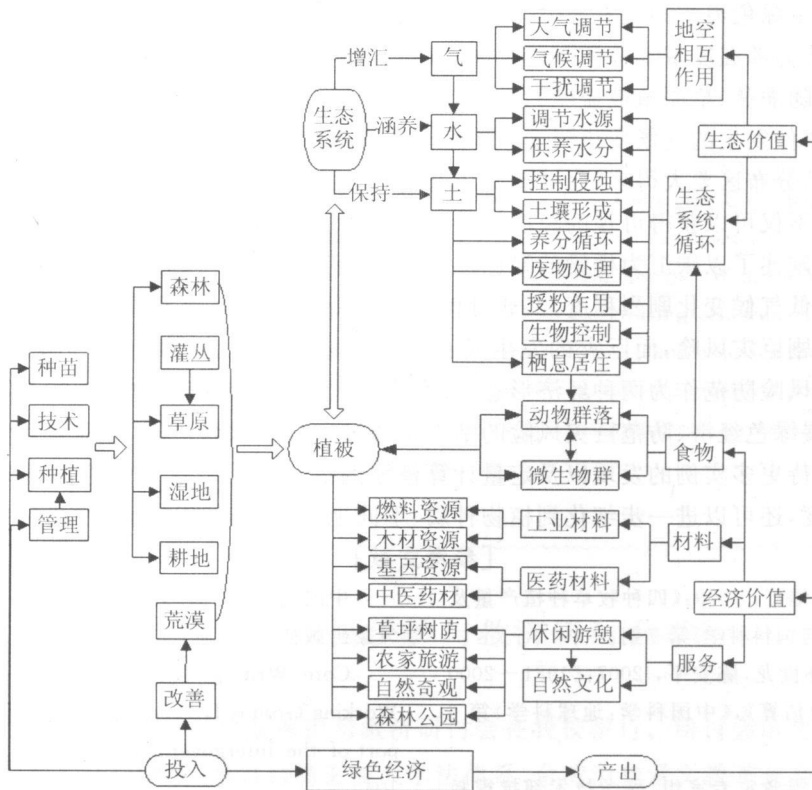 大气调节
地空
相互
作用
增汇
气
气候调节
干扰调节
生态
系统
涵养
水
调节水源
供养水分
生态价值
保持
土
控制侵蚀
土壤形成
生态
系统
循环
养分循环
废物处理
授粉作用
生物控制
栖息居住
森林
灌丛
草原
湿地
耕地
荒漠
改善
种苗
技术
种植
管理
植被
动物群落
微生物群
食物
燃料资源
木材资源
基因资源
中医药材
工业材料
医药材料
材料
经济价值
草坪树荫
农家旅游
自然奇观
森林公园
休闲游憩
自然文化
服务
投入
绿色经济
产出